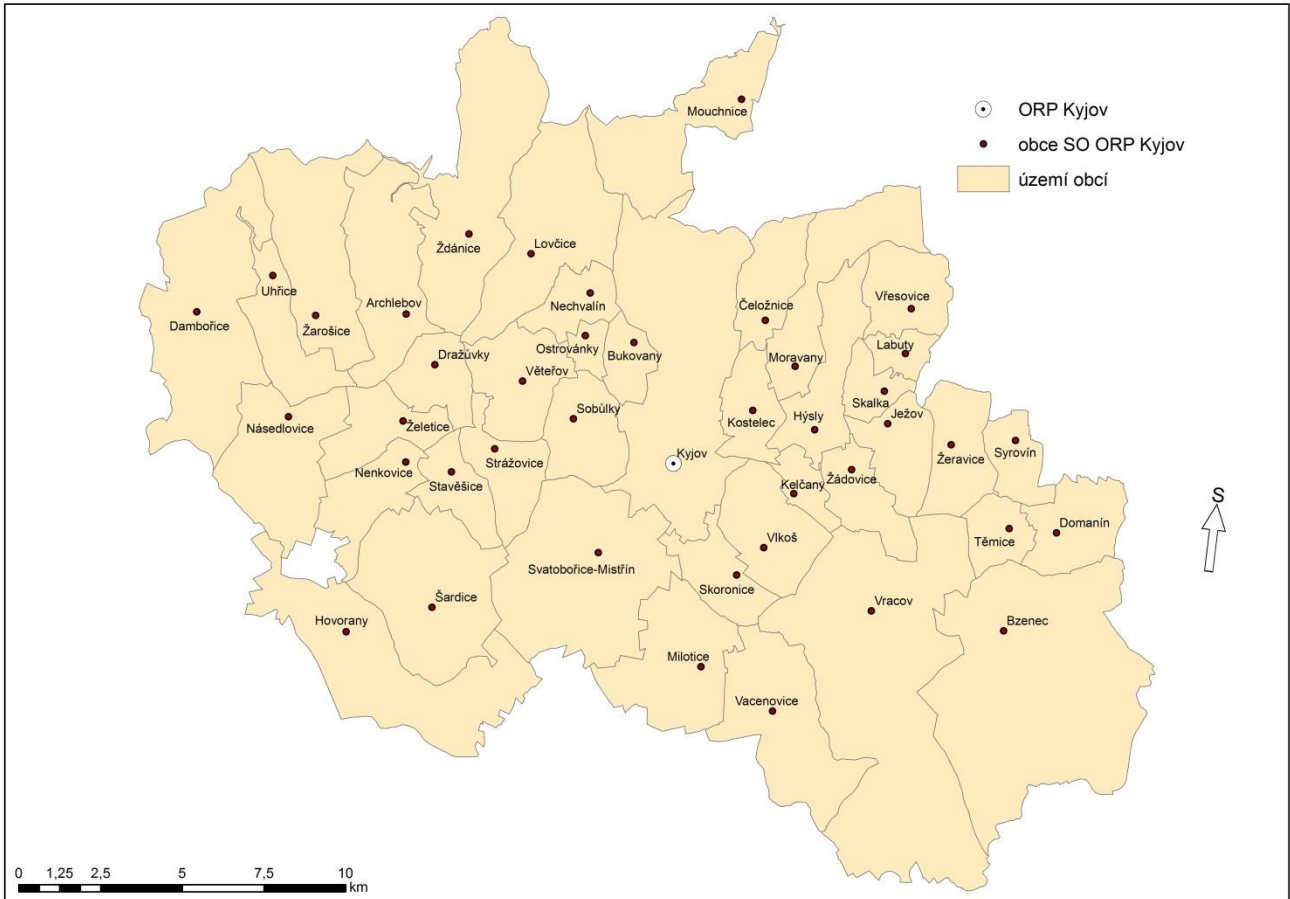 Mouchnice
ORP Kyjov
obce SO ORP Kyjov
území obcí
Ždánice
Lovčice
Uhřice
Nechvalín
Vřesovice
Archlebov
Čeložnice
Dambořice
Žarošice
Ostrovánky
Bukovany
Labuty
Dražůvky
Moravany
Věteřov
Skalka
Sobůlky
Kostelec
Hýsly
Ježov
Násedlovice
Želetice
Kyjov
Žeravice
Syrovín
Strážovice
Nenkovice
Stavěšice
Kelčany
Žádovice
S
Vlkoš
Těmice
Domanín
Svatobořice-Mistřín
Skoronice
Šardice
Vracov
Hovorany
Bzenec
Milotice
Vacenovice
0 1,25 2,5 5 7,5 10
km